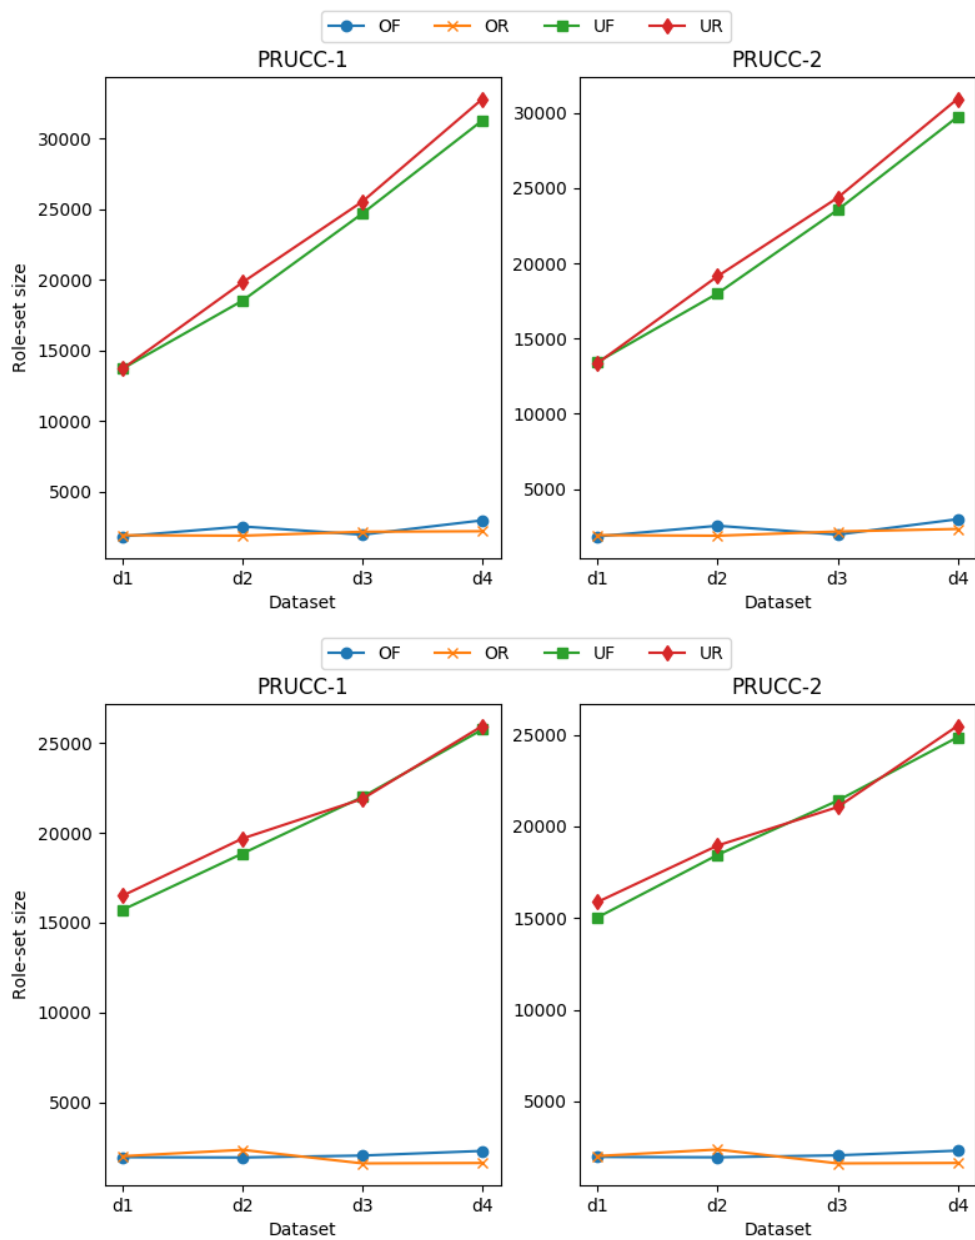 OF OR UF UR
PRUCC-1 PRUCC-2
30000
25000
20000
15000
10000
5000
Role-set size
d1 d2 d3 d4
Dataset
30000
25000
20000
15000
10000
5000
d1 d2 d3 d4
Dataset
OF OR UF UR
PRUCC-1 PRUCC-2
25000
20000
15000
10000
5000
Role-set size
d1 d2 d3 d4
Dataset
25000
20000
15000
10000
5000
d1 d2 d3 d4
Dataset